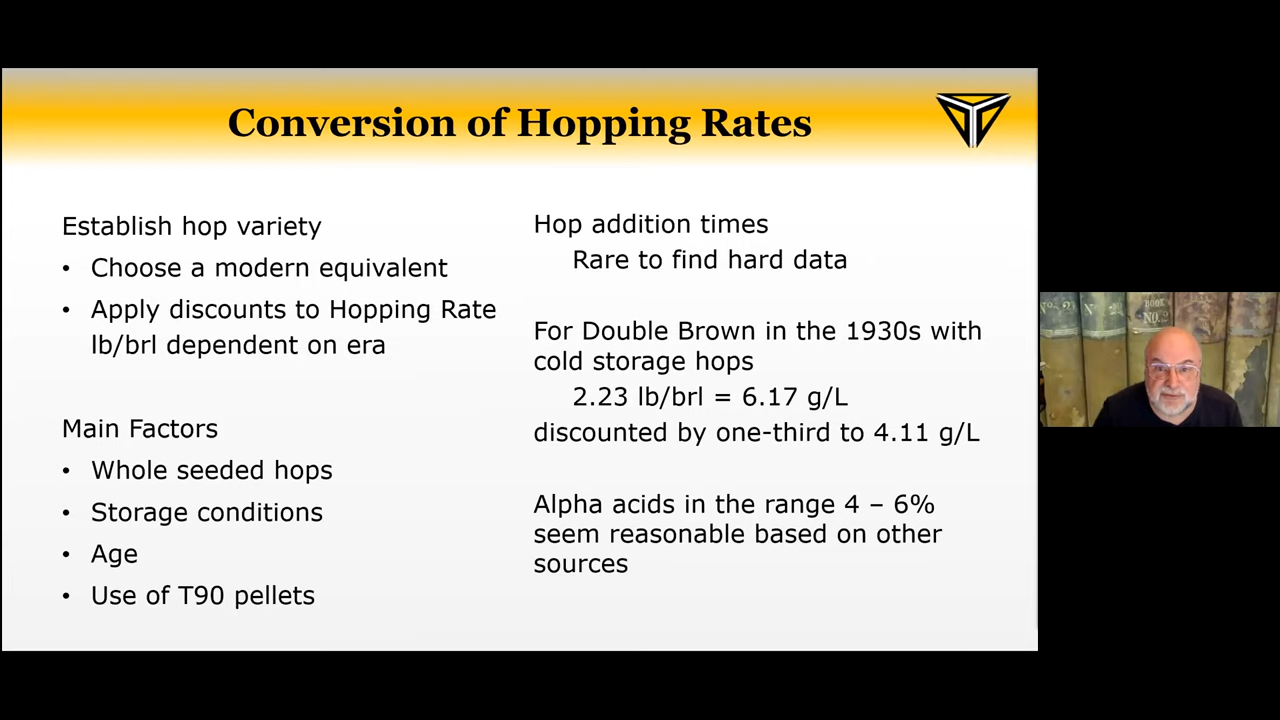 Conversion of Hopping Rates
Establish hop variety
• Choose a modern equivalent
• Apply discounts to Hopping Rate
lb/brl dependent on era
Main Factors
• Whole seeded hops
• Storage conditions
• Age
• Use of T90 pellets
Hop addition times
Rare to find hard data
For Double Brown in the 1930s with
cold storage hops
2.23 lb/brl = 6.17 g/L
discounted by one-third to 4.11 g/L
Alpha acids in the range 4 – 6%
seem reasonable based on other
sources
BOOK